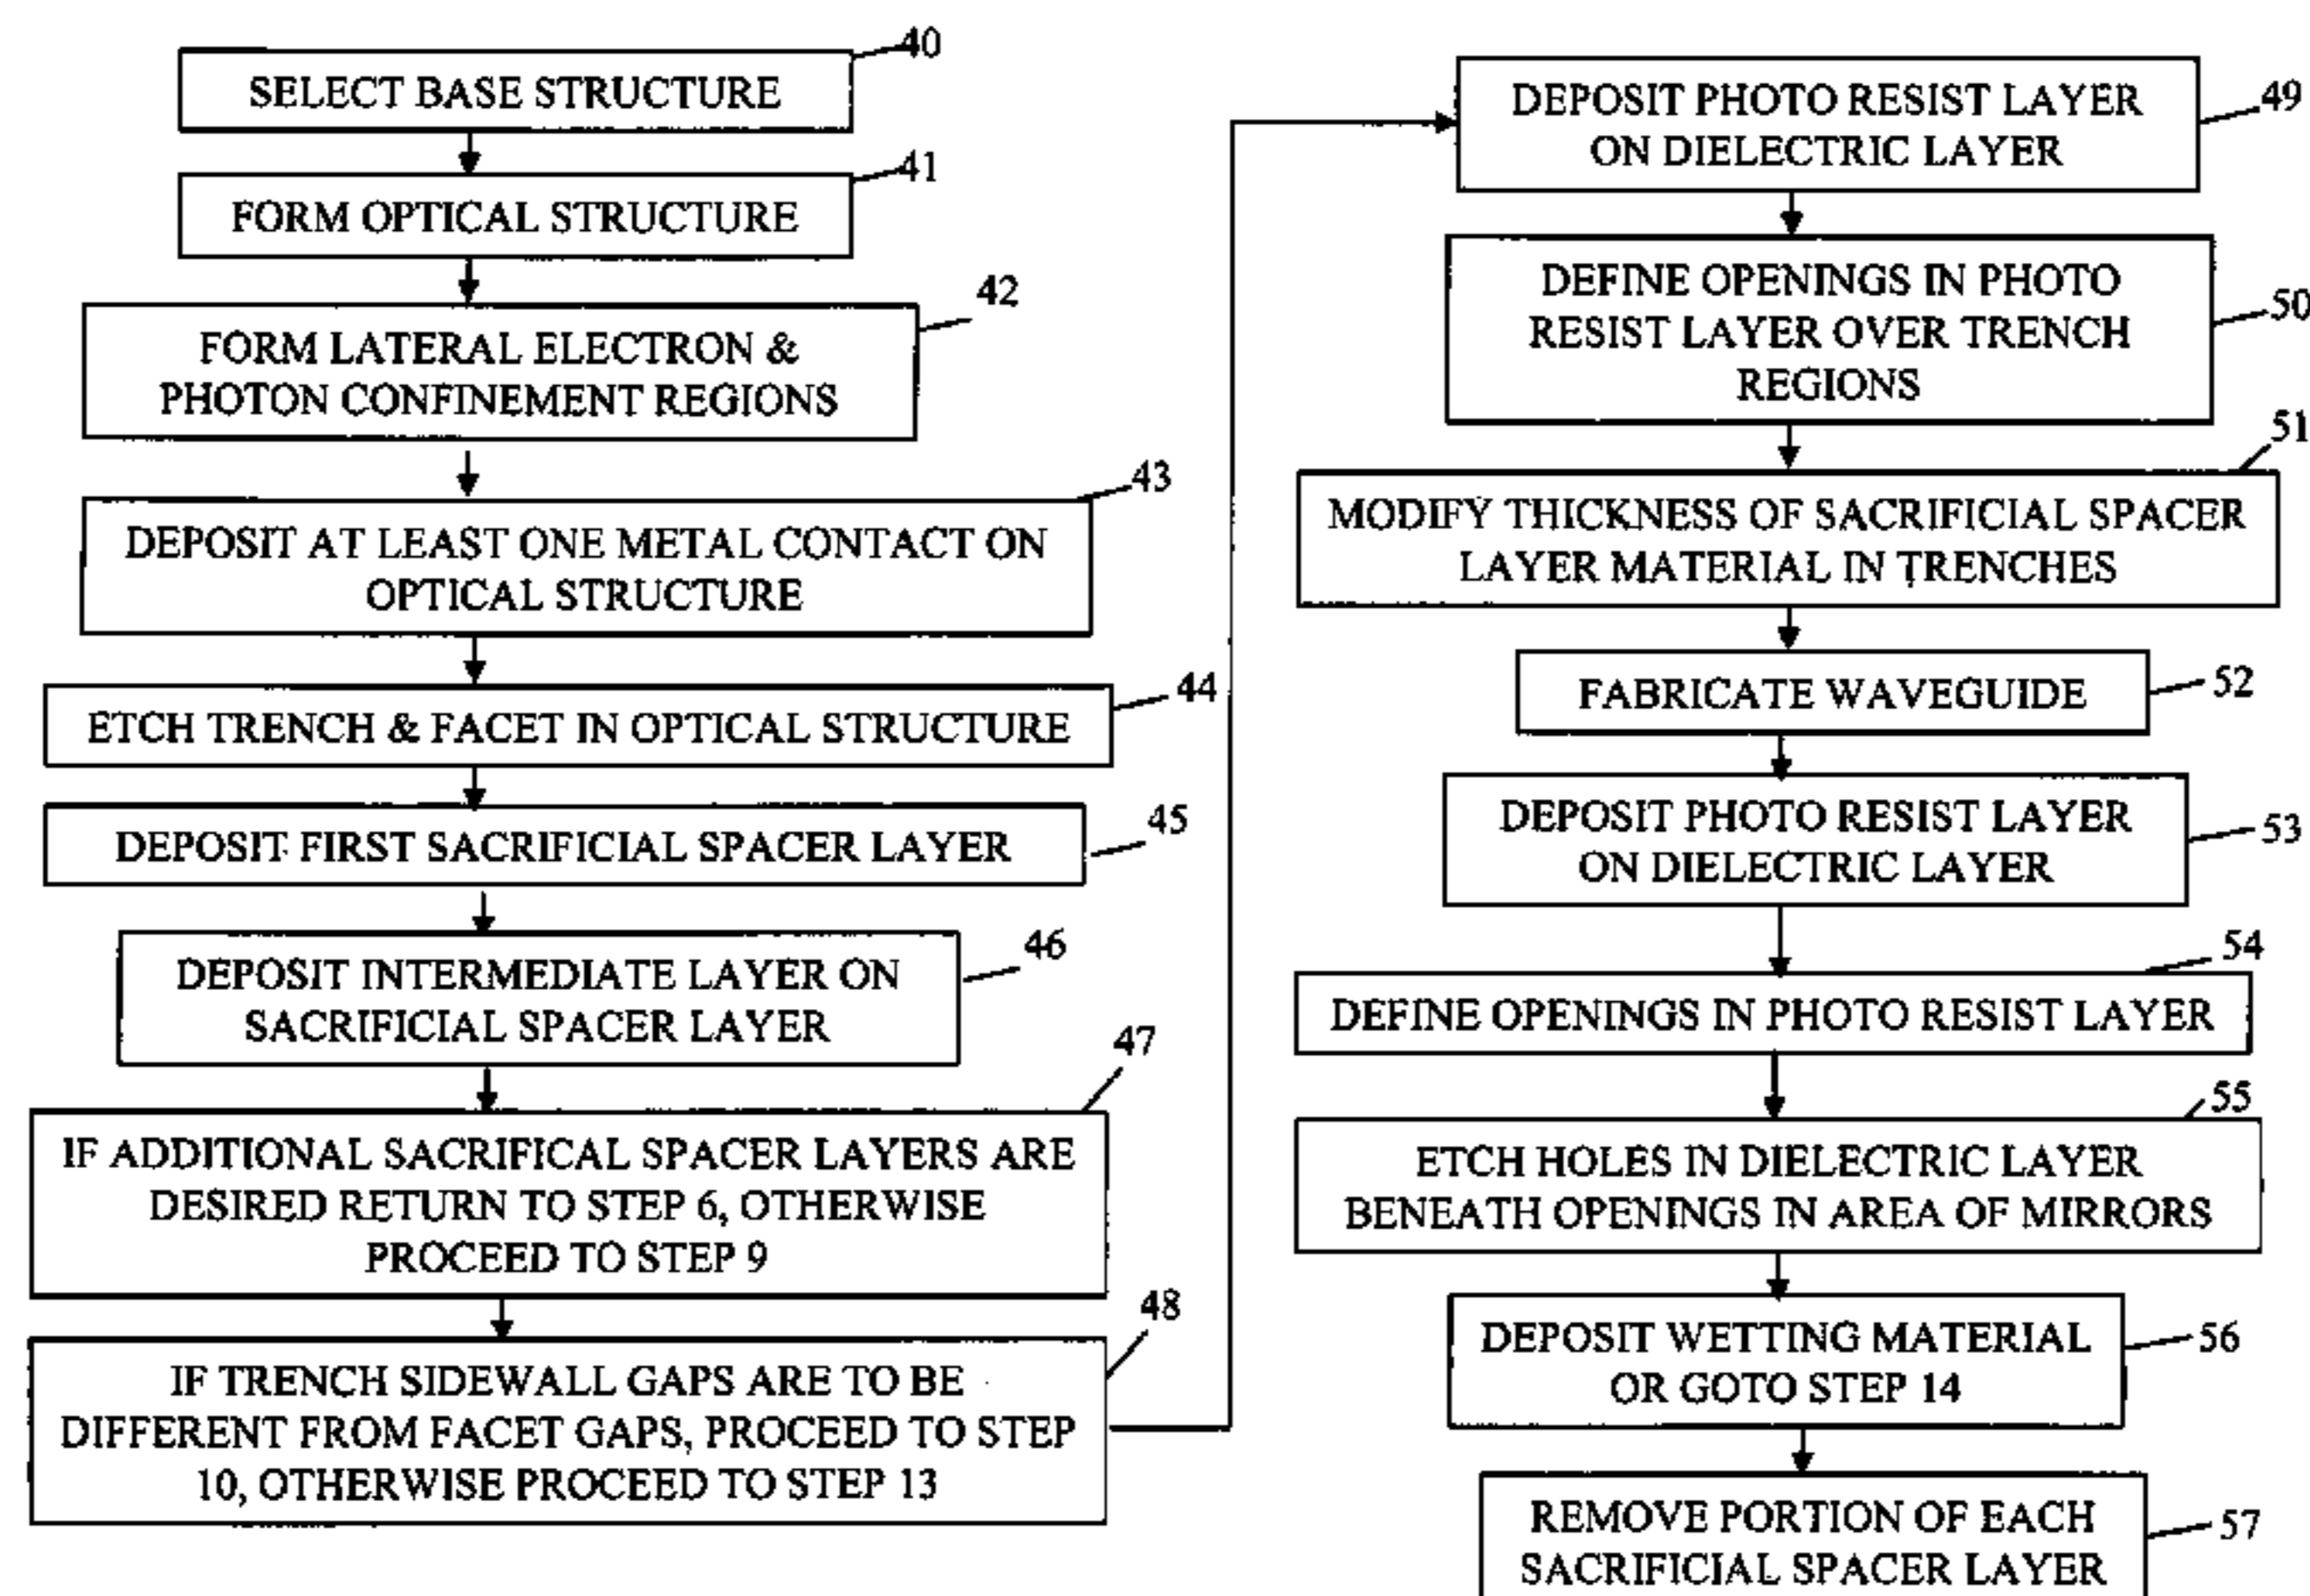 40
SELECT BASE STRUCTURE
41
FORM OPTICAL STRUCTURE
42
FORM LATERAL ELECTRON &
PHOTON CONFINEMENT REGIONS
43
DEPOSIT AT LEAST ONE METAL CONTACT ON
OPTICAL STRUCTURE
44
ETCH TRENCH & FACET IN OPTICAL STRUCTURE
45
DEPOSIT FIRST SACRIFICIAL SPACER LAYER
46
DEPOSIT INTERMEDIATE LAYER ON
SACRIFICIAL SPACER LAYER
47
IF ADDITIONAL SACRIFICAL SPACER LAYERS ARE
DESIRED RETURN TO STEP 6, OTHERWISE
PROCEED TO STEP 9
48
IF TRENCH SIDEWALL GAPS ARE TO BE
DIFFERENT FROM FACET GAPS, PROCEED TO STEP
10, OTHERWISE PROCEED TO STEP 13
49
DEPOSIT PHOTO RESIST LAYER
ON DIELECTRIC LAYER
50
DEFINE OPENINGS IN PHOTO
RESIST LAYER OVER TRENCH
REGIONS
51
MODIFY THICKNESS OF SACRIFICIAL SPACER
LAYER MATERIAL IN TRENCHES
52
FABRICATE WAVEGUIDE
53
DEPOSIT PHOTO RESIST LAYER
ON DIELECTRIC LAYER
54
DEFINE OPENINGS IN PHOTO RESIST LAYER
55
ETCH HOLES IN DIELECTRIC LAYER
BENEATH OPENINGS IN AREA OF MIRRORS
56
DEPOSIT WETTING MATERIAL
OR GOTO STEP 14
57
REMOVE PORTION OF EACH
SACRIFICIAL SPACER LAYER